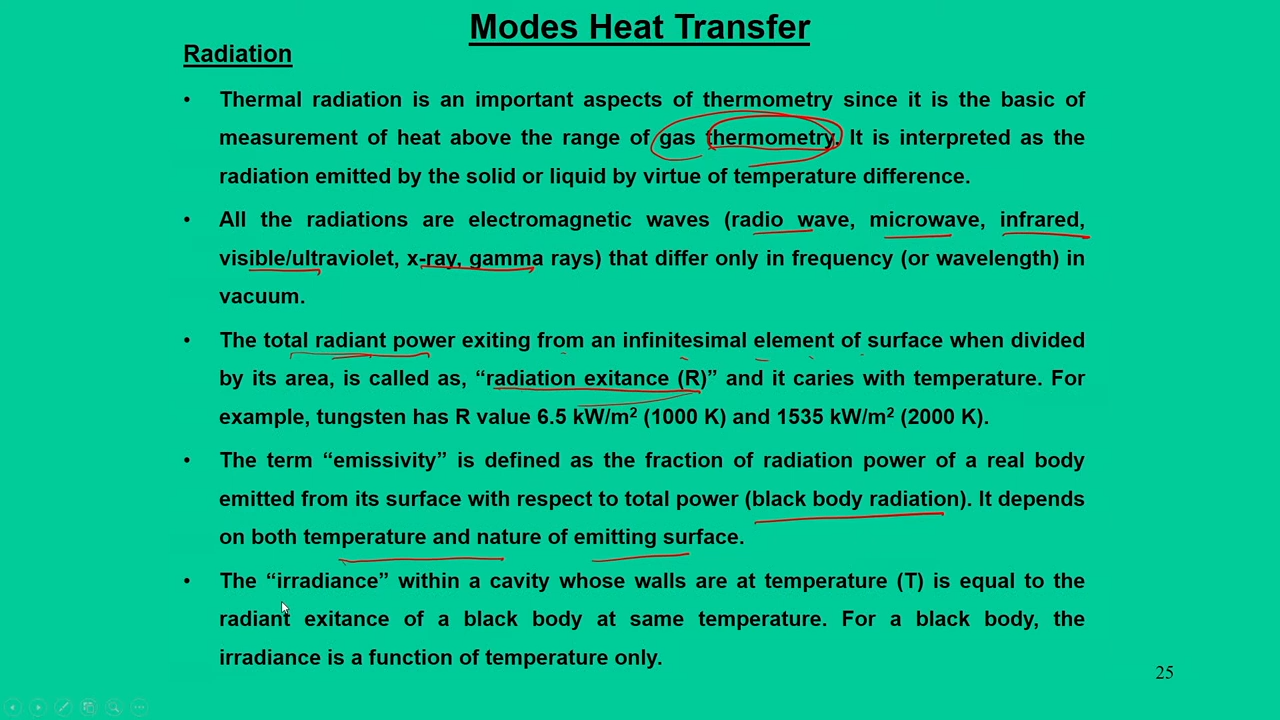 Modes Heat Transfer
Radiation
• Thermal radiation is an important aspects of thermometry since it is the basic of
measurement of heat above the range of gas thermometry. It is interpreted as the
radiation emitted by the solid or liquid by virtue of temperature difference.
• All the radiations are electromagnetic waves (radio wave, microwave, infrared,
visible/ultraviolet, x-ray, gamma rays) that differ only in frequency (or wavelength) in
vacuum.
• The total radiant power exiting from an infinitesimal element of surface when divided
by its area, is called as, “radiation exitance (R)” and it caries with temperature. For
example, tungsten has R value 6.5 kW/m² (1000 K) and 1535 kW/m² (2000 K).
• The term “emissivity” is defined as the fraction of radiation power of a real body
emitted from its surface with respect to total power (black body radiation). It depends
on both temperature and nature of emitting surface.
• The “irradiance” within a cavity whose walls are at temperature (T) is equal to the
radiant exitance of a black body at same temperature. For a black body, the
irradiance is a function of temperature only.
25